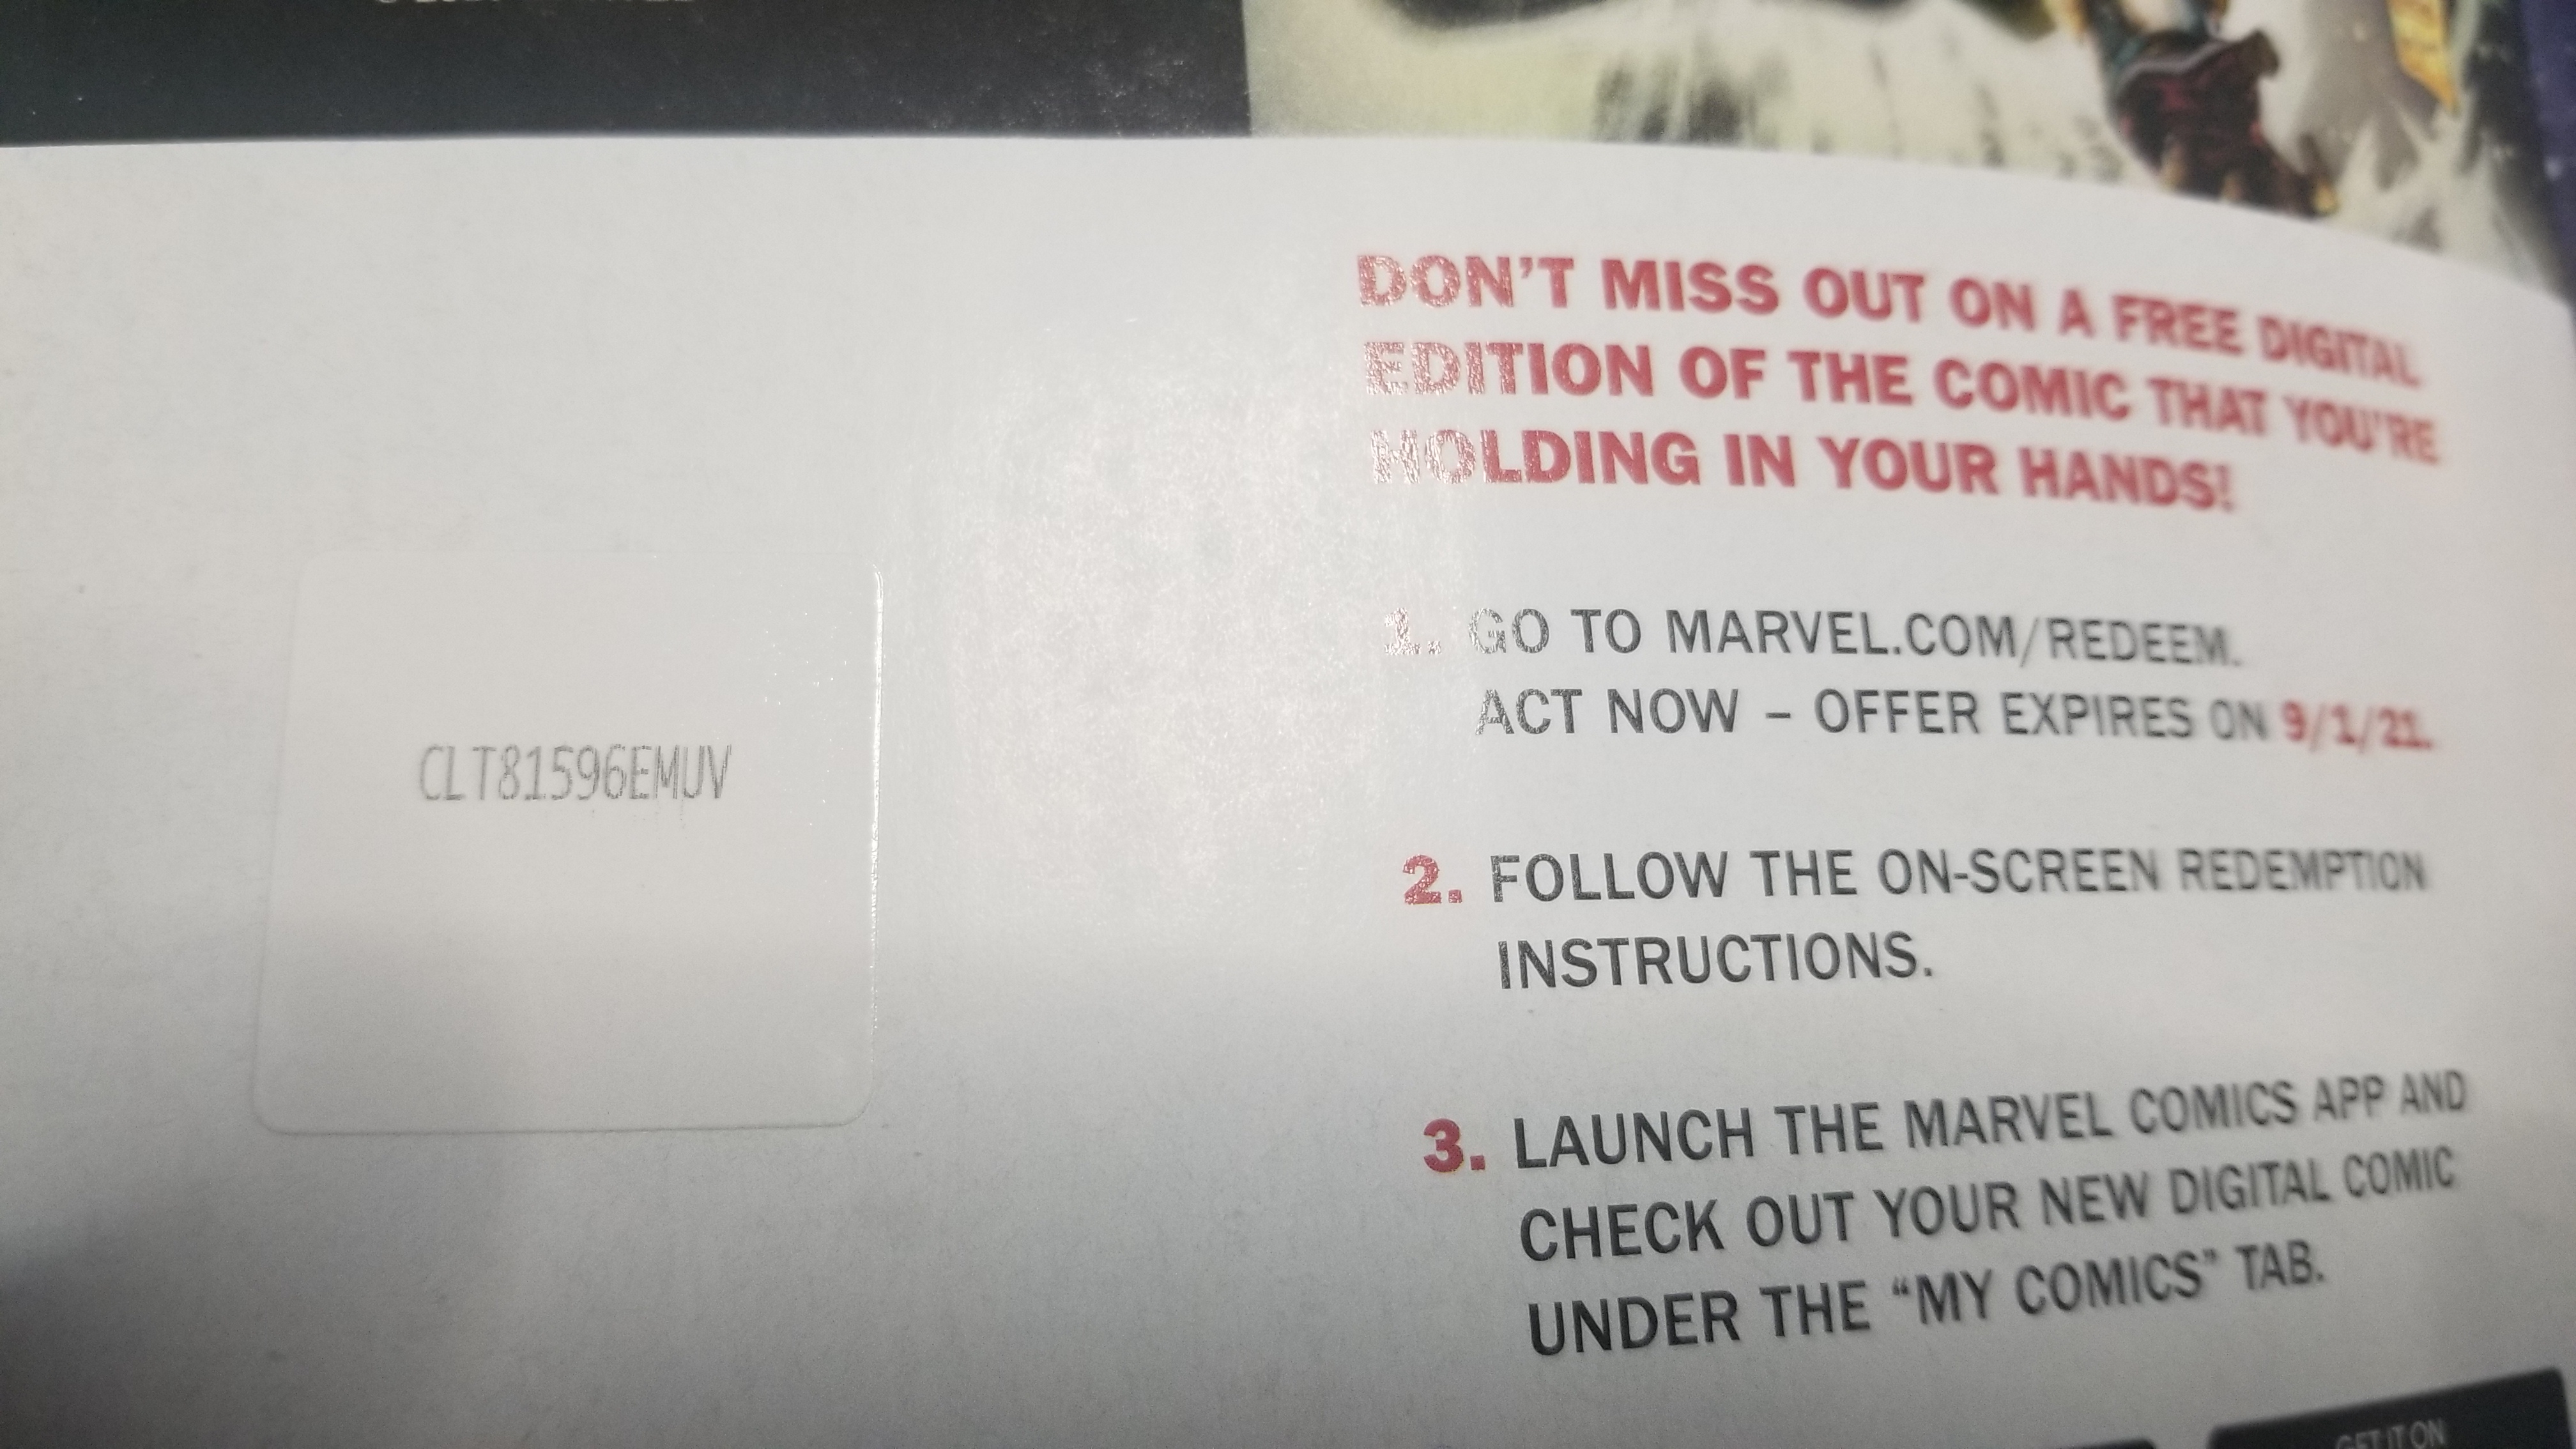 CLT81596EMUV
DON'T MISS OUT ON A FREE DIGITAL
EDITION OF THE COMIC THAT YOU'RE
HOLDING IN YOUR HANDS!
1. GO TO MARVEL.COM/REDEEM.
ACT NOW – OFFER EXPIRES ON 9/1/21.
2. FOLLOW THE ON-SCREEN REDEMPTION
INSTRUCTIONS.
3. LAUNCH THE MARVEL COMICS APP AND
CHECK OUT YOUR NEW DIGITAL COMIC
UNDER THE “MY COMICS” TAB.
GET IT ON